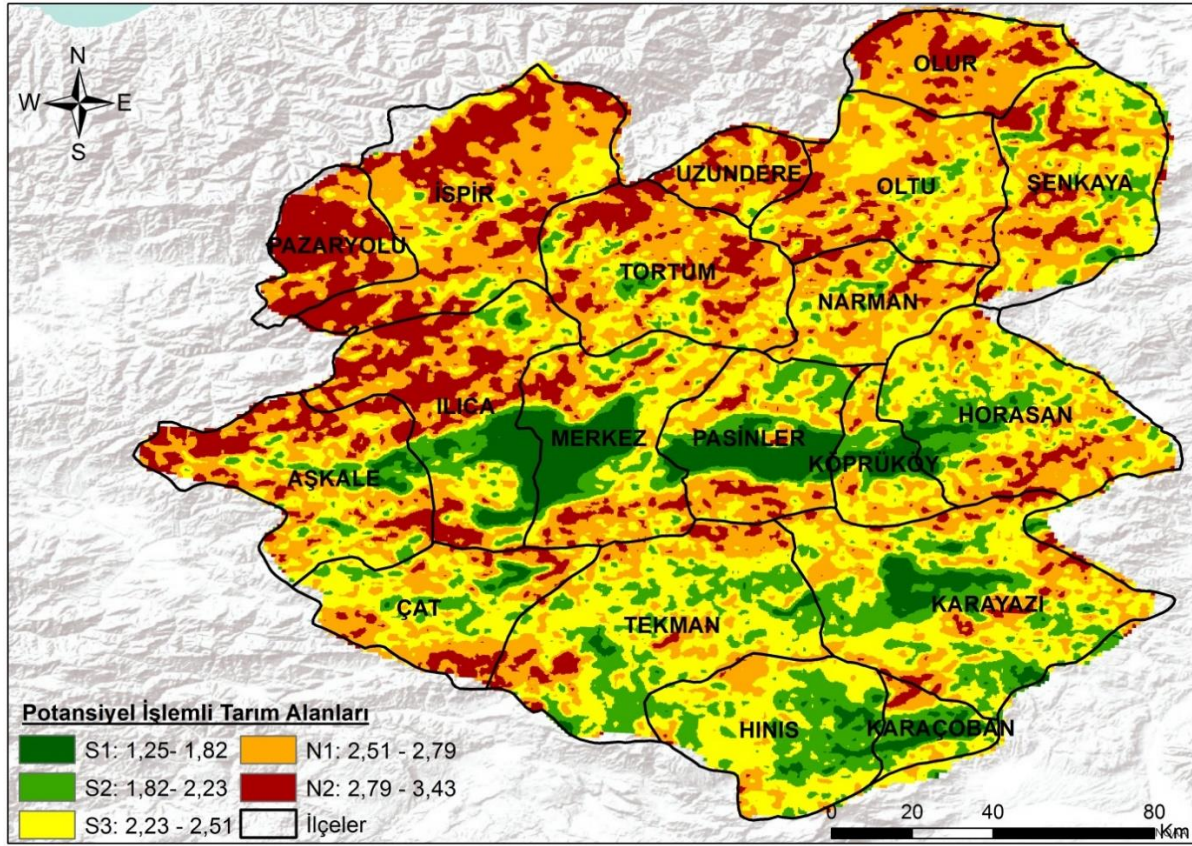 N
W E
S
OLUR
UZUNDERE
OLTU
ŞENKAYA
İSPİR
PAZARYOLU
TORTUM
NARMAN
ILICA
MERKEZ
PASİNLER
HORASAN
KÖPRÜKÖY
AŞKALE
ÇAT
TEKMAN
KARAYAZI
HINIS
KARAÇOBAN
Potansiyel İşlemli Tarım Alanları
S1: 1,25- 1,82 N1: 2,51 - 2,79
S2: 1,82- 2,23 N2: 2,79 - 3,43
S3: 2,23 - 2,51 İlçeler
0 20 40 80
Km